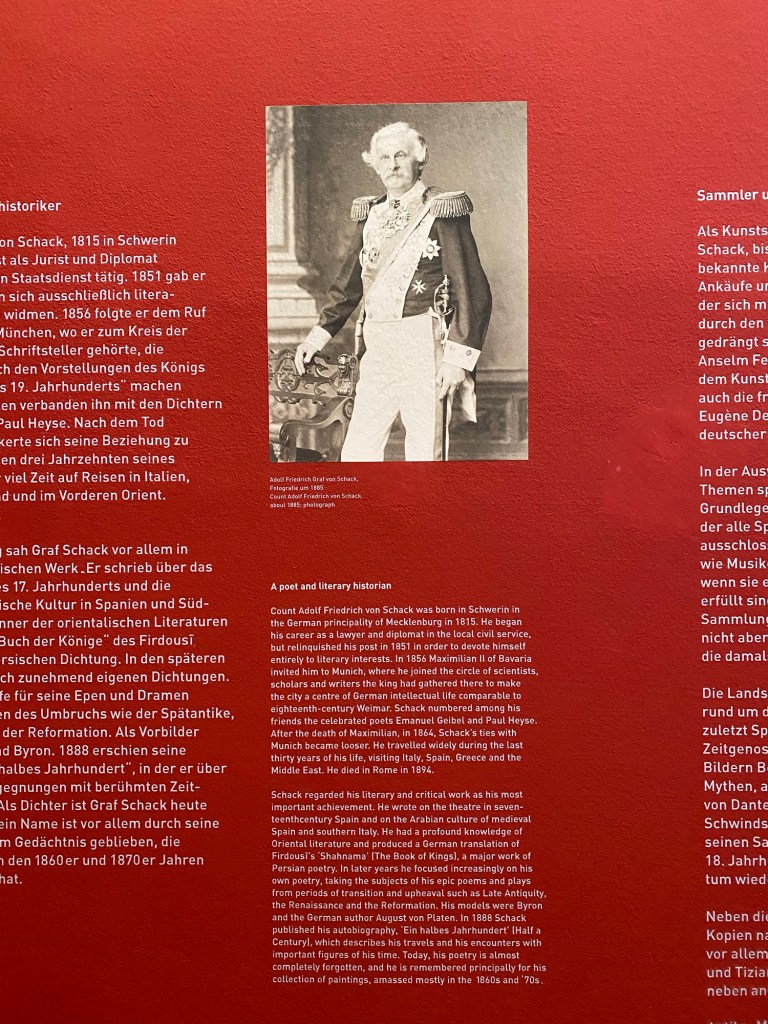 historiker
on Schack, 1815 in Schwerin
st als Jurist und Diplomat
n Staatsdienst tätig. 1851 gab er
n sich ausschließlich litera-
widmen. 1856 folgte er dem Ruf
München, wo er zum Kreis der
Schriftsteller gehörte, die
ch den Vorstellungen des Königs
s 19. Jahrhunderts“ machen
ten verbanden ihn mit den Dichtern
Paul Heyse. Nach dem Tod
kerte sich seine Beziehung zu
en drei Jahrzehnten seines
r viel Zeit auf Reisen in Italien,
nd und im Vorderen Orient.
g sah Graf Schack vor allem in
ischen Werk. Er schrieb über das
es 17. Jahrhunderts und die
ische Kultur in Spanien und Süd-
nner der orientalischen Literaturen
Buch der Könige“ des Firdousī
ersischen Dichtung. In den späteren
ch zunehmend eigenen Dichtungen.
fe für seine Epen und Dramen
en des Umbruchs wie der Spätantike,
der Reformation. Als Vorbilder
nd Byron. 1888 erschien seine
halbes Jahrhundert“, in der er über
gegnungen mit berühmten Zeit-
Als Dichter ist Graf Schack heute
ein Name ist vor allem durch seine
m Gedächtnis geblieben, die
n den 1860er und 1870er Jahren
hat.
Adolf Friedrich Graf von Schack,
Fotografie um 1885
Count Adolf Friedrich von Schack,
about 1885; photograph
A poet and literary historian
Count Adolf Friedrich von Schack was born in Schwerin in
the German principality of Mecklenburg in 1815. He began
his career as a lawyer and diplomat in the local civil service,
but relinquished his post in 1851 in order to devote himself
entirely to literary interests. In 1856 Maximilian II of Bavaria
invited him to Munich, where he joined the circle of scientists,
scholars and writers the king had gathered there to make
the city a centre of German intellectual life comparable to
eighteenth-century Weimar. Schack numbered among his
friends the celebrated poets Emanuel Geibel and Paul Heyse.
After the death of Maximilian, in 1864, Schack's ties with
Munich became looser. He travelled widely during the last
thirty years of his life, visiting Italy, Spain, Greece and the
Middle East. He died in Rome in 1894.
Schack regarded his literary and critical work as his most
important achievement. He wrote on the theatre in seven-
teenthcentury Spain and on the Arabian culture of medieval
Spain and southern Italy. He had a profound knowledge of
Oriental literature and produced a German translation of
Firdousī's 'Shahnama' (The Book of Kings), a major work of
Persian poetry. In later years he focused increasingly on his
own poetry, taking the subjects of his epic poems and plays
from periods of transition and upheaval such as Late Antiquity,
the Renaissance and the Reformation. His models were Byron
and the German author August von Platen. In 1888 Schack
published his autobiography, 'Ein halbes Jahrhundert' (Half a
Century), which describes his travels and his encounters with
important figures of his time. Today, his poetry is almost
completely forgotten, and he is remembered principally for his
collection of paintings, amassed mostly in the 1860s and '70s.
Sammler u
Als Kunsts
Schack, bis
bekannte K
Ankäufe un
der sich m
durch den
gedrängt s
Anselm Fe
dem Kunst
auch die fr
Eugène De
deutscher
In der Aus
Themen sp
Grundlege
der alle Sp
ausschlos
wie Musike
wenn sie e
erfüllt sin
Sammlung
nicht aber
die damal
Die Lands
rund um d
zuletzt Sp
Zeitgenos
Bildern Bö
Mythen, a
von Dante
Schwinds
seinen Sa
18. Jahrh
tum wied
Neben die
Kopien na
vor allem
und Tizia
neben an